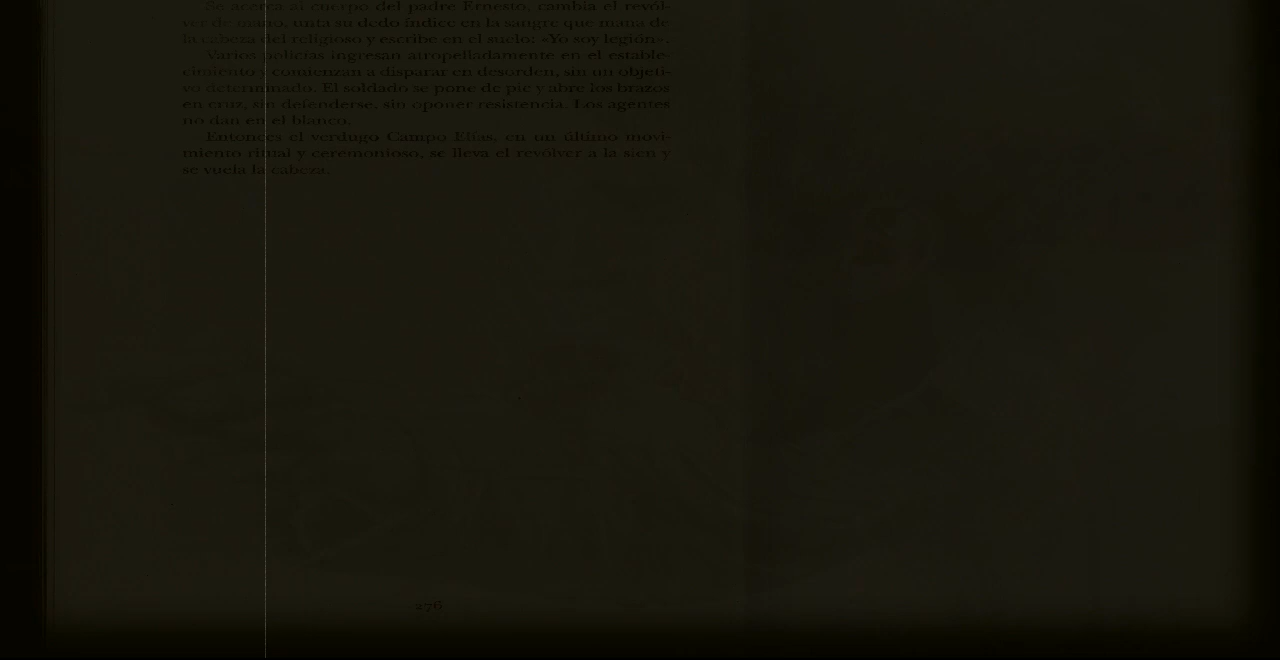 Se acerca al cuerpo del padre Ernesto, cambia el revól-
ver de mano, unta su dedo índice en la sangre que mana de
la cabeza del religioso y escribe en el suelo: «Yo soy legión».
Varios policías ingresan atropelladamente en el estable-
cimiento y comienzan a disparar en desorden, sin un objeti-
vo determinado. El soldado se pone de pie y abre los brazos
en cruz, sin defenderse, sin oponer resistencia. Los agentes
no dan en el blanco.
Entonces el verdugo Campo Elías, en un último movi-
miento ritual y ceremonioso, se lleva el revólver a la sien y
se vuela la cabeza.
276